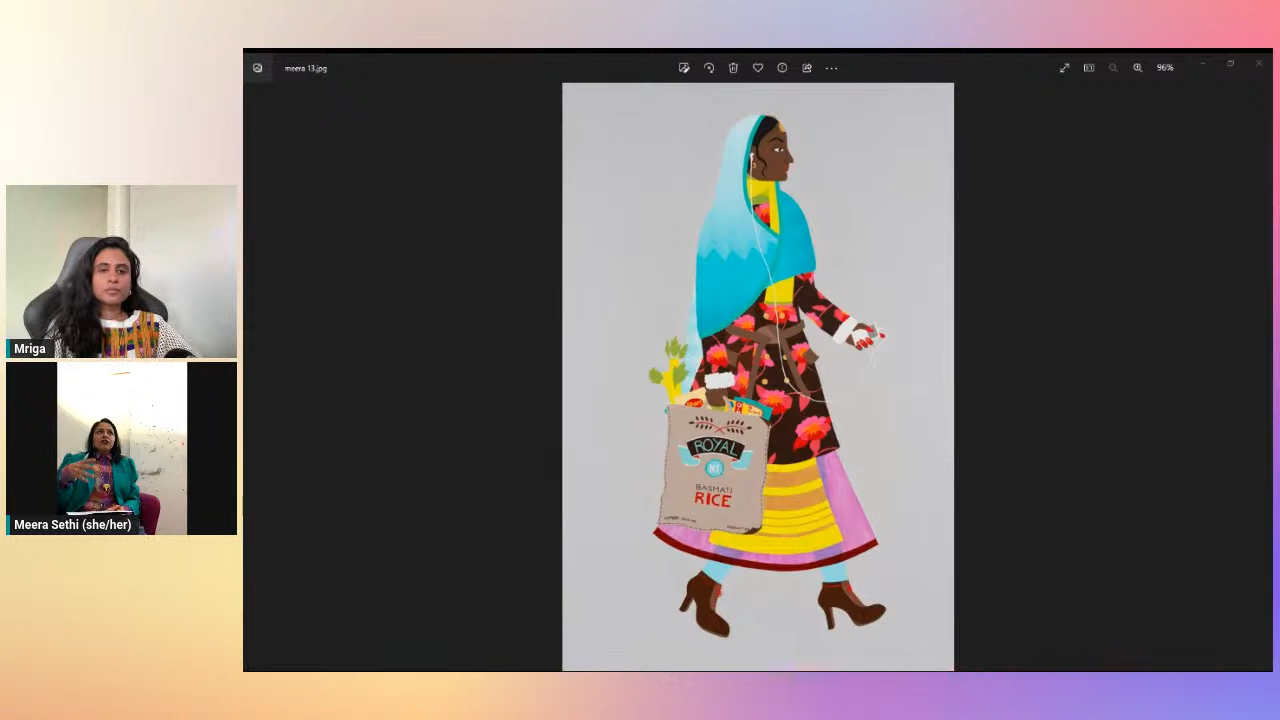 meera 13.jpg
96%
Mriga
Meera Sethi (she/her)
ROYAL
BASMATI
RICE